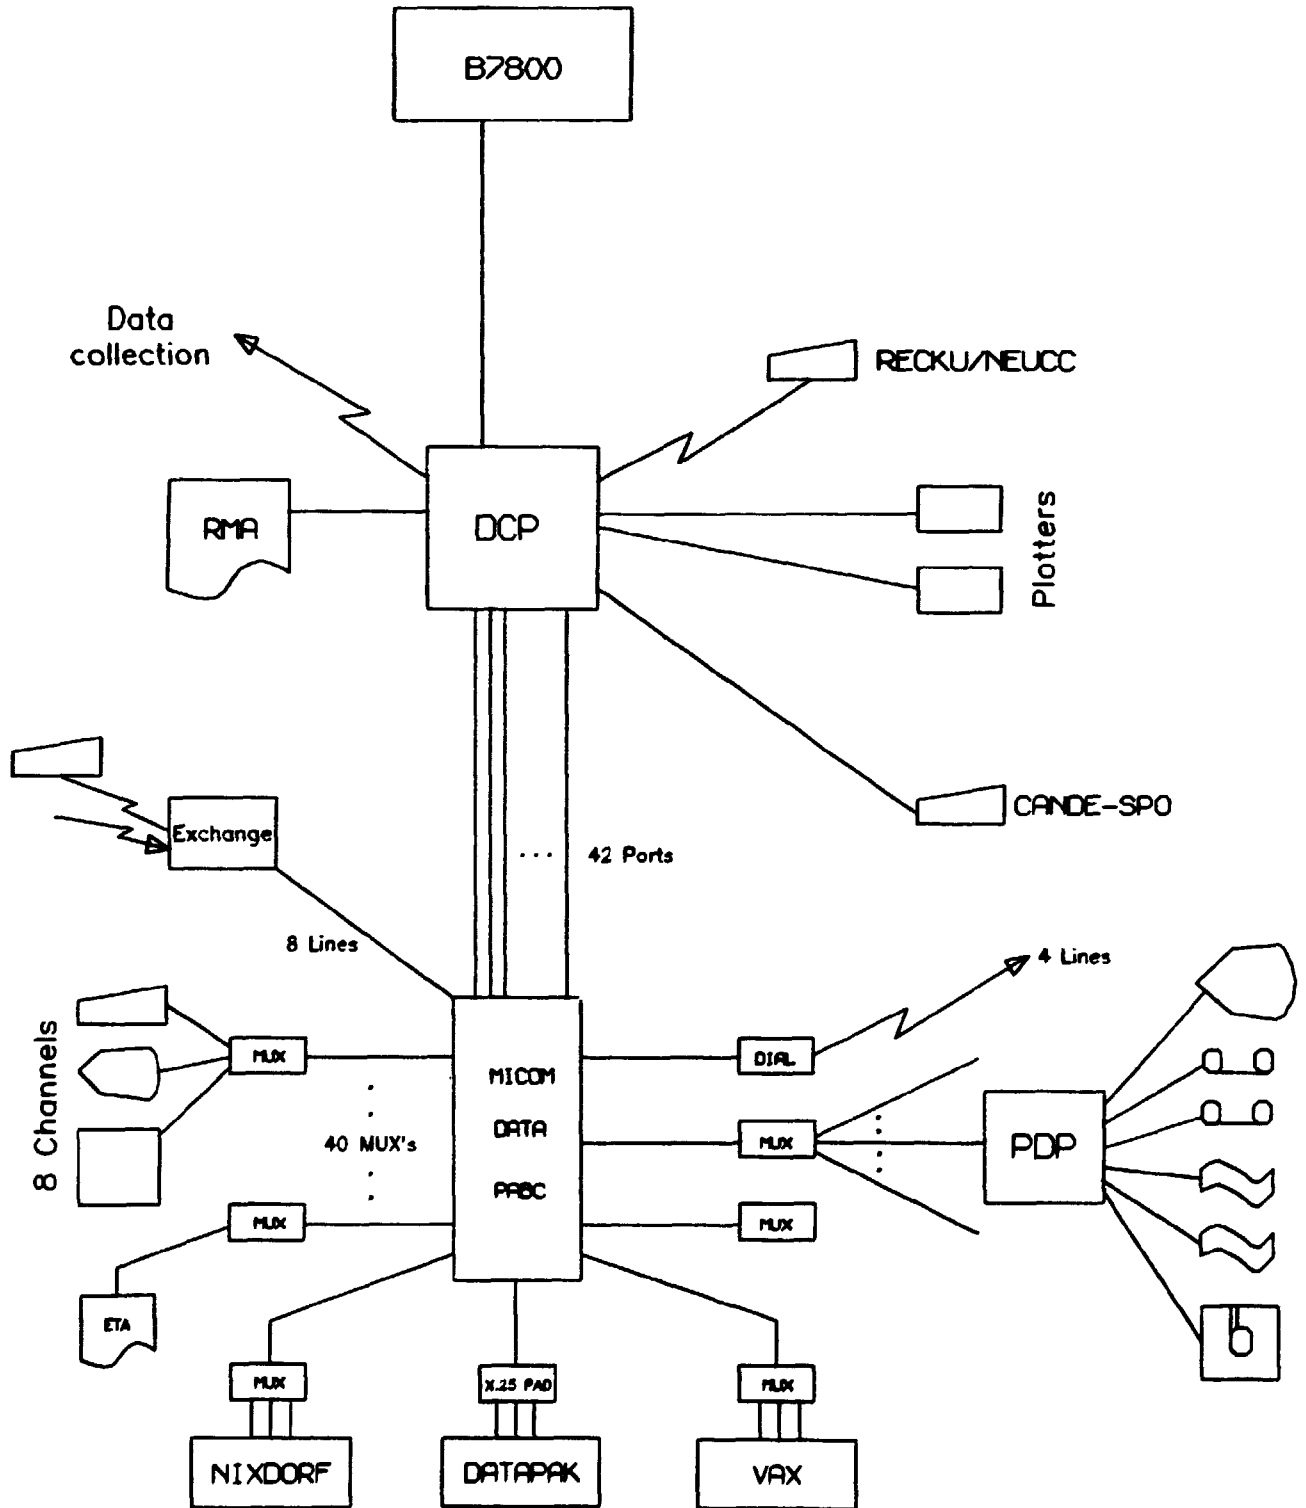 B7800
Data
collection
RECKU/NEUCC
RMA
DCP
Plotters
Exchange
CANDE-SPO
... 42 Ports
8 Lines
4 Lines
8 Channels
MUX
MICOM
DATA
PABC
DIAL
40 MUX's
MUX
PDP
MUX
MUX
ETA
MUX
X.25 PAD
MUX
NIXDORF
DATAPAK
VAX